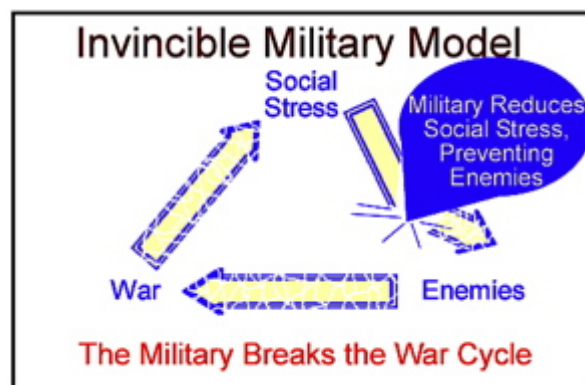 Invincible Military Model
Social
Stress
Military Reduces
Social Stress,
Preventing
Enemies
War
Enemies
The Military Breaks the War Cycle